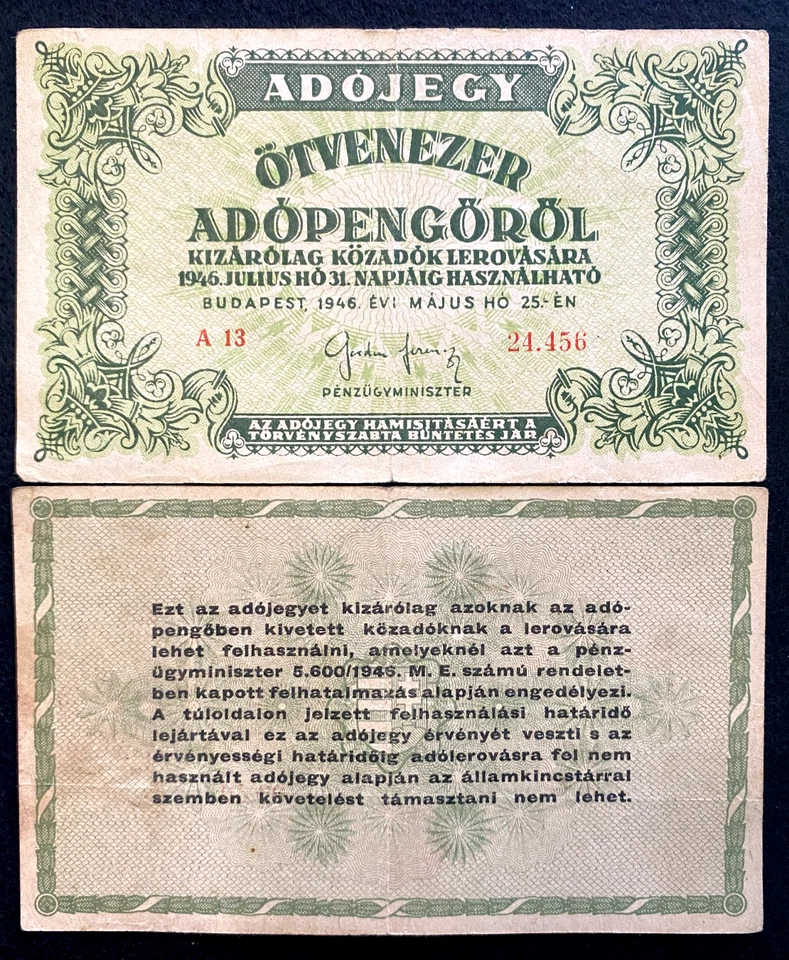 ADÓJEGY
ÖTVENEZER
ADÓPENGŐRŐL
KIZÁRÓLAG KÖZADÓK LEROVÁSÁRA
1946. JULIUS HÓ 31. NAPJÁIG HASZNÁLHATÓ
BUDAPEST, 1946. ÉVI MÁJUS HÓ 25.-ÉN
A 13
24.456
PÉNZÜGYMINISZTER
AZ ADÓJEGY HAMISITÁSÁÉRT A
TÖRVÉNYSZABTA BÜNTETÉS JÁR
Ezt az adójegyet kizárólag azoknak az adó-
pengőben kivetett közadóknak a lerovására
lehet felhasználni, amelyeknél azt a pénz-
ügyminiszter 5.600/1946. M. E. számú rendelet-
ben kapott felhatalmazás alapján engedélyezi.
A túloldalon jelzett felhasználási határidő
lejártával ez az adójegy érvényét veszti s az
érvényességi határidőig adólerovásra fel nem
használt adójegy alapján az államkincstárral
szemben követelést támasztani nem lehet.